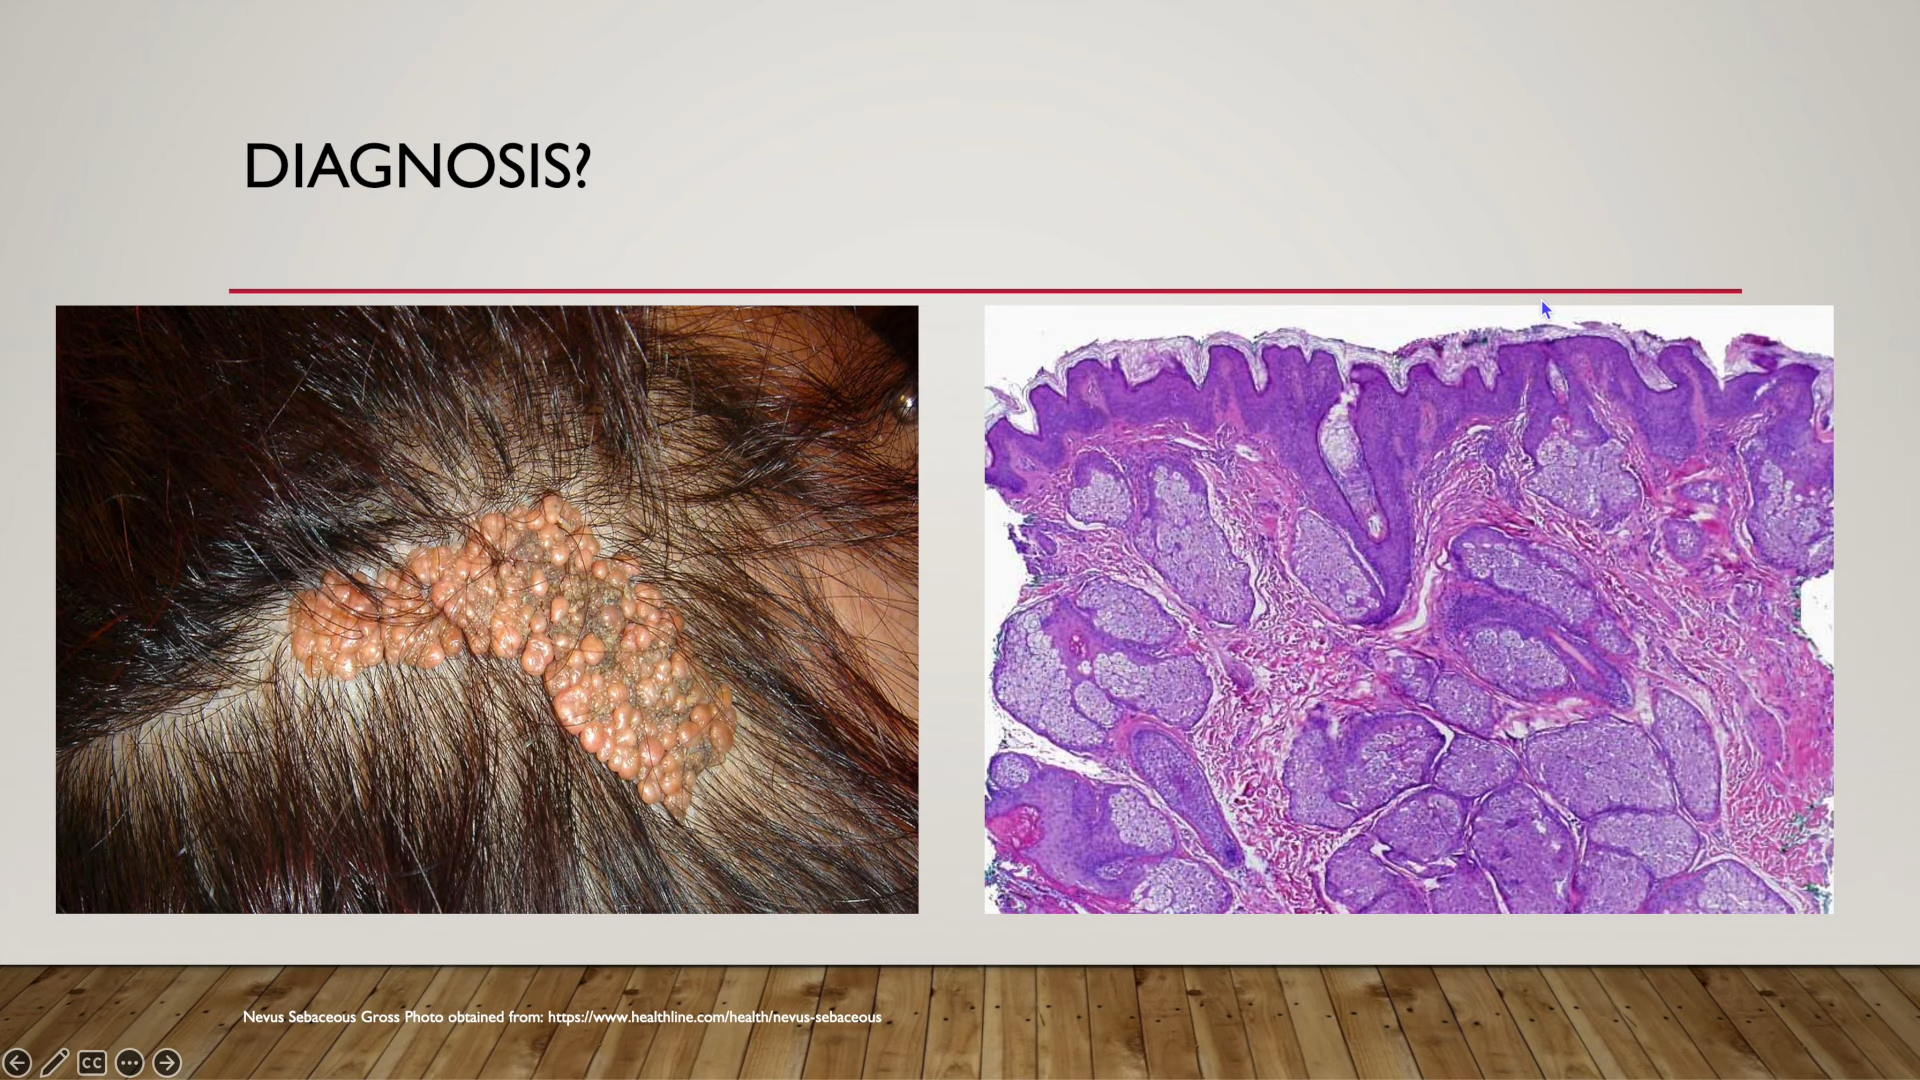 DIAGNOSIS?
Nevus Sebaceous Gross Photo obtained from: https://www.healthline.com/health/nevus-sebaceous
CC